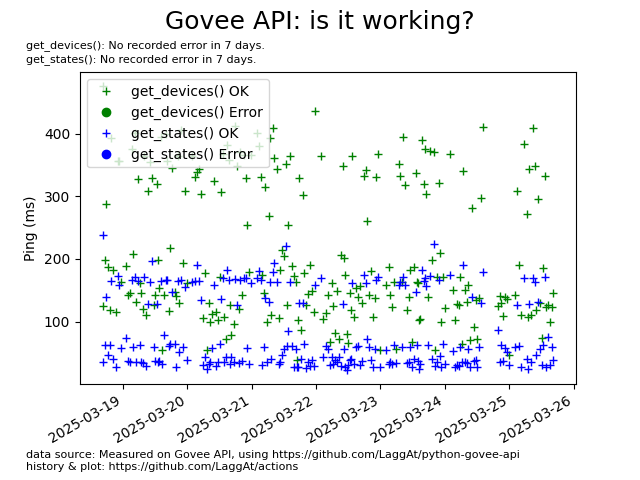 Govee API: is it working?
get_devices(): No recorded error in 7 days.
get_states(): No recorded error in 7 days.
get_devices() OK
get_devices() Error
get_states() OK
get_states() Error
Ping (ms)
400
300
200
100
2025-03-19
2025-03-20
2025-03-21
2025-03-22
2025-03-23
2025-03-24
2025-03-25
2025-03-26
data source: Measured on Govee API, using https://github.com/LaggAt/python-govee-api
history & plot: https://github.com/LaggAt/actions